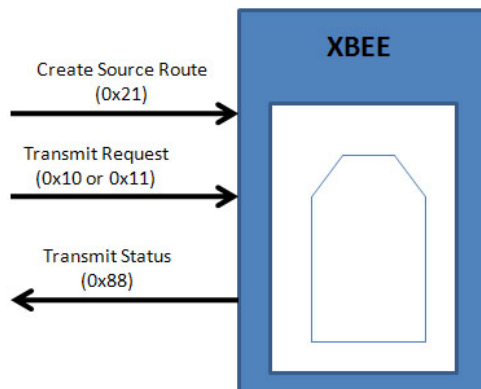 XBEE
Create Source Route
(0x21)
Transmit Request
(0x10 or 0x11)
Transmit Status
(0x88)